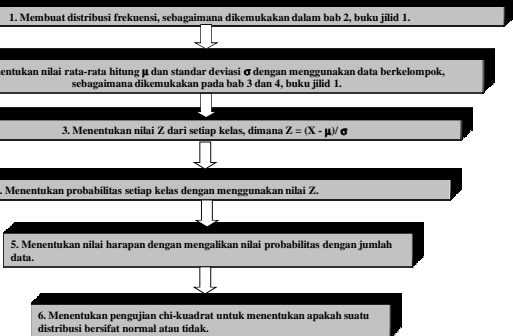 1. Membuat distribusi frekuensi, sebagaimana dikemukakan dalam bab 2, buku jilid 1.
entukan nilai rata-rata hitung μ dan standar deviasi σ dengan menggunakan data berkelompok,
sebagaimana dikemukakan pada bab 3 dan 4, buku jilid 1.
3. Menentukan nilai Z dari setiap kelas, dimana Z = (X - μ)/ σ
. Menentukan probabilitas setiap kelas dengan menggunakan nilai Z.
5. Menentukan nilai harapan dengan mengalikan nilai probabilitas dengan jumlah
data.
6. Menentukan pengujian chi-kuadrat untuk menentukan apakah suatu
distribusi bersifat normal atau tidak.